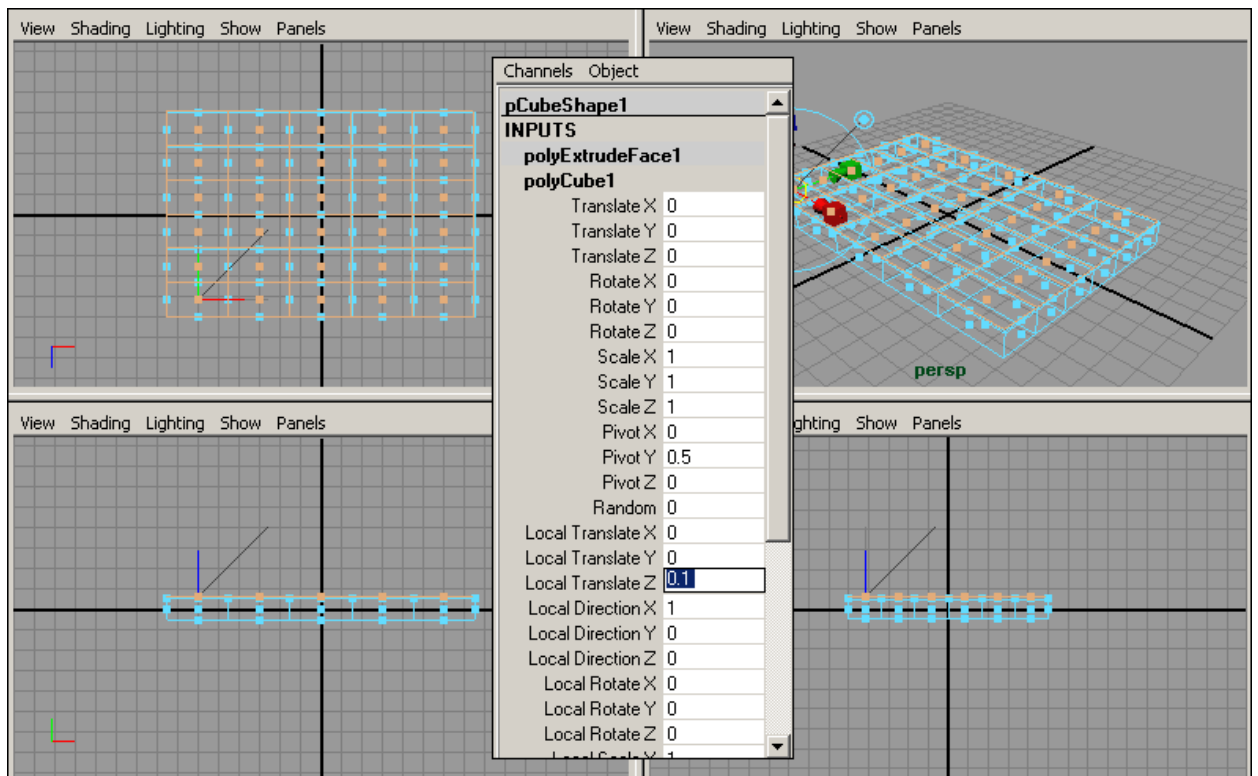 View Shading Lighting Show Panels
View Shading Lighting Show Panels
Channels Object
pCubeShape1
INPUTS
polyExtrudeFace1
polyCube1
Translate X 0
Translate Y 0
Translate Z 0
Rotate X 0
Rotate Y 0
Rotate Z 0
Scale X 1
Scale Y 1
Scale Z 1
Pivot X 0
Pivot Y 0.5
Pivot Z 0
Random 0
Local Translate X 0
Local Translate Y 0
Local Translate Z 0.1
Local Direction X 1
Local Direction Y 0
Local Direction Z 0
Local Rotate X 0
Local Rotate Y 0
Local Rotate Z 0
persp
View Shading Lighting Show Panels
ghting Show Panels